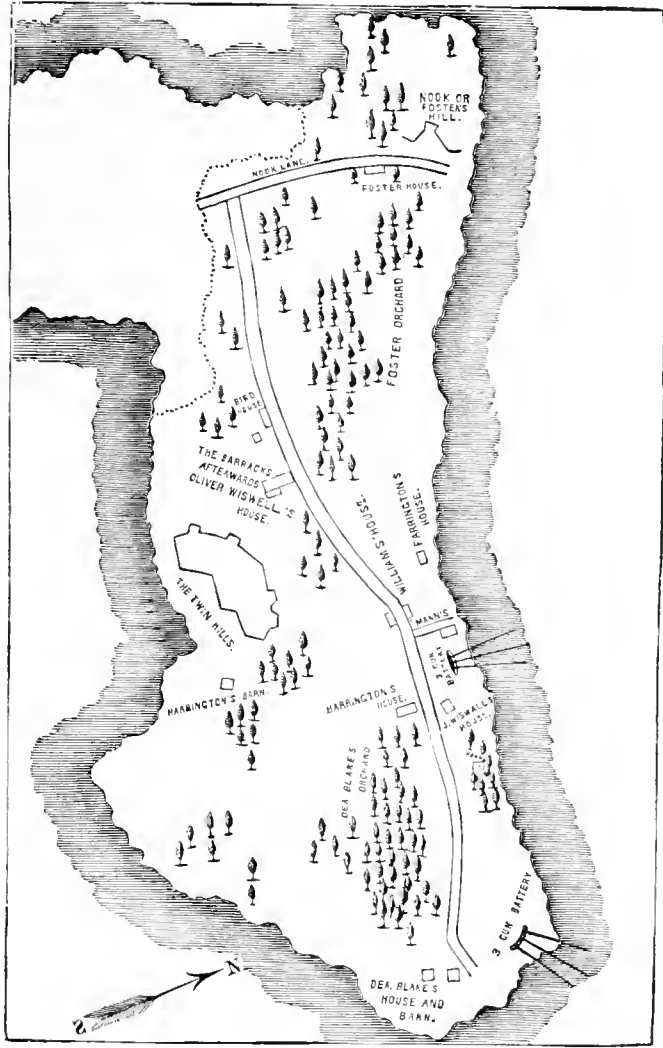 NOOK OR
FOSTER'S
HILL.
NOOK LANE.
FOSTER HOUSE.
FOSTER ORCHARD
BIRD
HOUSE
THE BARRACKS
AFTERWARDS
OLIVER WISWELL'S
HOUSE.
THE TWIN HILLS.
WILLIAMS' HOUSE.
FARRINGTON'S
HOUSE.
MANN'S
3 GUN
BATTERY
HARRINGTON'S BARN.
HARRINGTON'S
HOUSE.
J. WISWALL'S
HOUSE.
DEA. BLAKE'S
ORCHARD
3 GUN BATTERY
DEA. BLAKE'S
HOUSE AND
BARN.
N
S